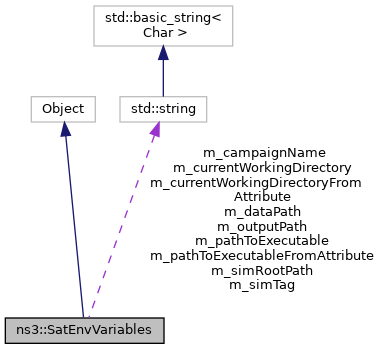 std::basic_string<
Char >
Object
std::string
m_campaignName
m_currentWorkingDirectory
m_currentWorkingDirectoryFrom
Attribute
m_dataPath
m_outputPath
m_pathToExecutable
m_pathToExecutableFromAttribute
m_simRootPath
m_simTag
ns3::SatEnvVariables